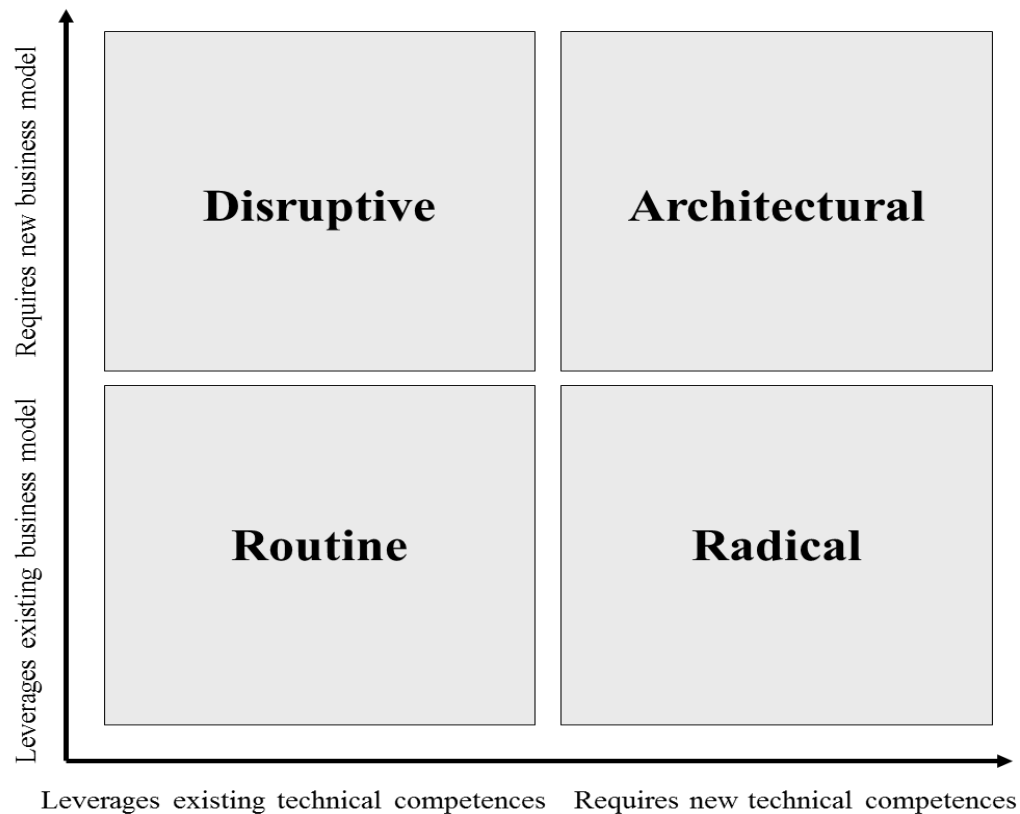 Requires new business model
Disruptive
Architectural
Leverages existing business model
Routine
Radical
Leverages existing technical competences
Requires new technical competences